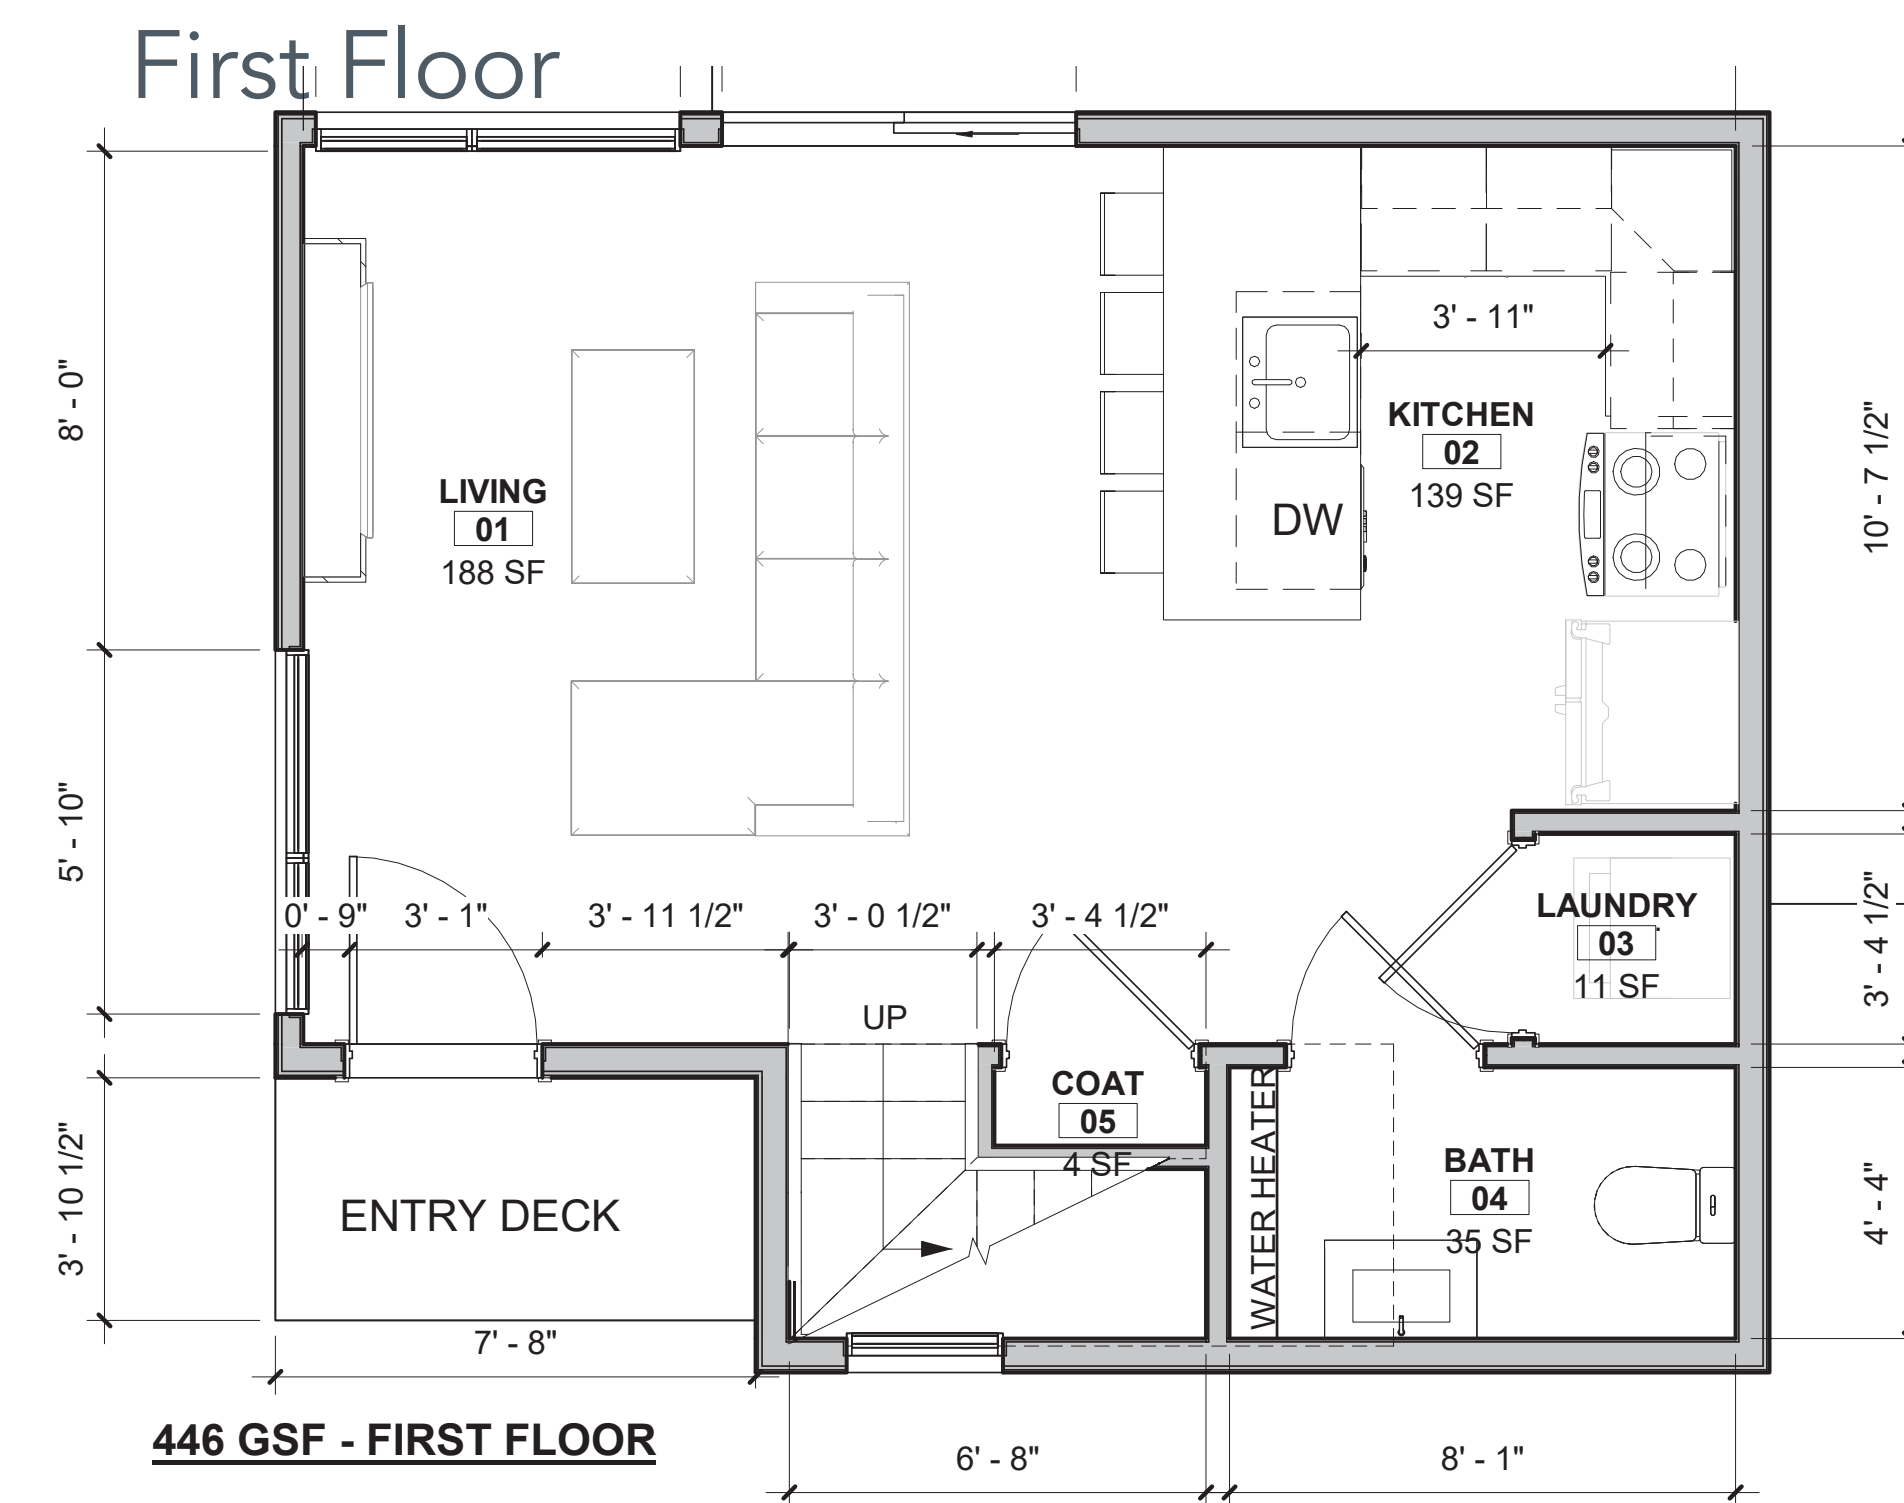 First Floor
3' - 11"
8' - 0"
KITCHEN
02
139 SF
10' - 7 1/2"
LIVING
01
188 SF
DW
5' - 10"
0' - 9"
3' - 1"
3' - 11 1/2"
3' - 0 1/2"
3' - 4 1/2"
LAUNDRY
03
11 SF
3' - 4 1/2"
UP
COAT
05
4 SF
WATER HEATER
BATH
04
35 SF
4' - 4"
3' - 10 1/2"
ENTRY DECK
7' - 8"
446 GSF - FIRST FLOOR
6' - 8"
8' - 1"